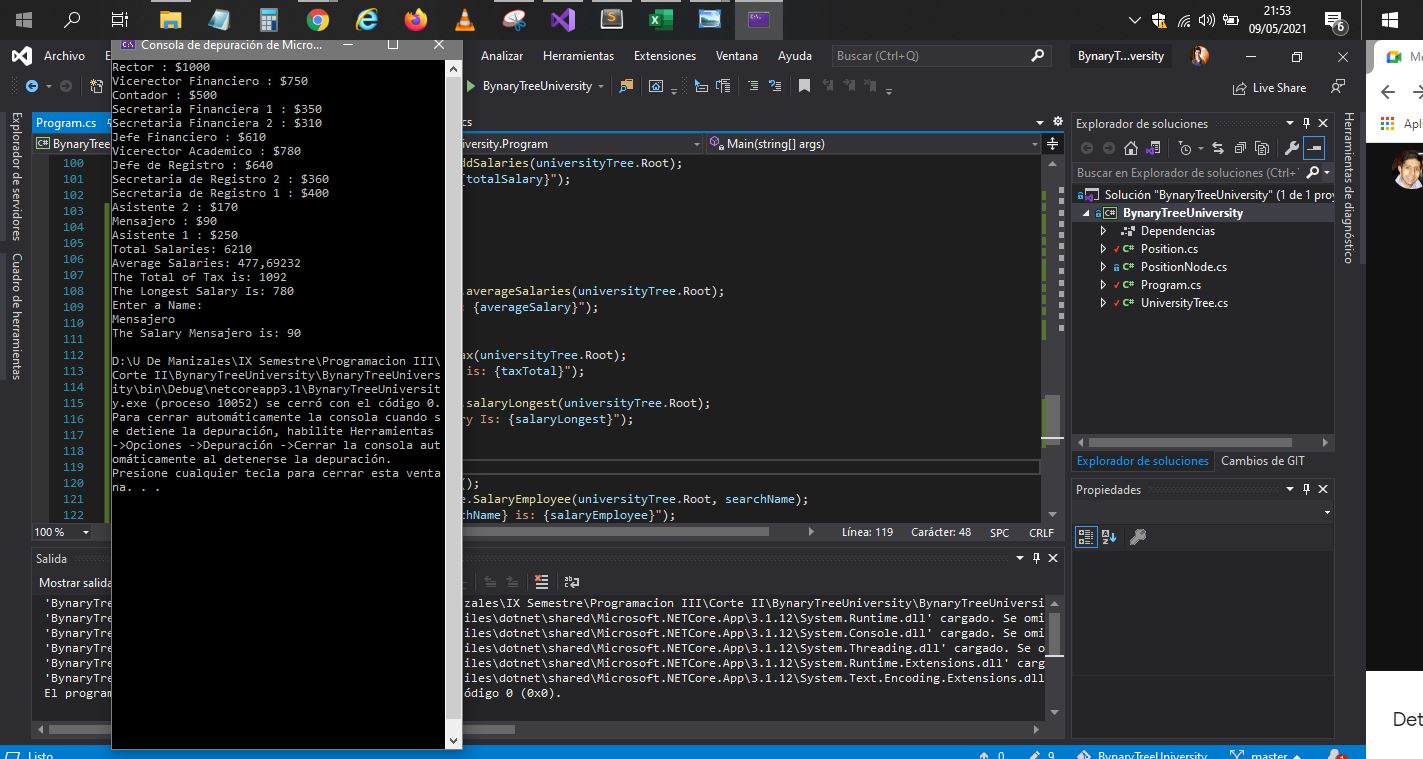 21:53
09/05/2021
6
Archivo
Analizar
Herramientas
Extensiones
Ventana
Ayuda
Buscar (Ctrl+Q)
BynaryT...versity
BynaryTreeUniversity
Live Share
Consola de depuración de Micro...
Rector : $1000
Vicerector Financiero : $750
Contador : $500
Secretaria Financiera 1 : $350
Secretaria Financiera 2 : $310
Jefe Financiero : $610
Vicerector Academico : $780
Jefe de Registro : $640
Secretaria de Registro 2 : $360
Secretaria de Registro 1 : $400
Asistente 2 : $170
Mensajero : $90
Asistente 1 : $250
Total Salaries: 6210
Average Salaries: 477,69232
The Total of Tax is: 1092
The Longest Salary Is: 780
Enter a Name:
Mensajero
The Salary Mensajero is: 90
D:\U De Manizales\IX Semestre\Programacion III\
Corte II\BynaryTreeUniversity\BynaryTreeUnivers
ity\bin\Debug\netcoreapp3.1\BynaryTreeUniversit
y.exe (proceso 10052) se cerró con el código 0.
Para cerrar automáticamente la consola cuando s
e detiene la depuración, habilite Herramientas
->Opciones ->Depuración ->Cerrar la consola aut
omáticamente al detenerse la depuración.
Presione cualquier tecla para cerrar esta venta
na. . .
Explorador de servidores
Cuadro de herramientas
Program.cs
cs
BynaryTree
iversity.Program
Main(string[] args)
100
101
102
103
104
105
106
107
108
109
110
111
112
113
114
115
116
117
118
119
120
121
122
ddSalaries(universityTree.Root);
{totalSalary}");
.averageSalaries(universityTree.Root);
: {averageSalary}");
ax(universityTree.Root);
is: {taxTotal}");
.salaryLongest(universityTree.Root);
ry Is: {salaryLongest}");
();
e.SalaryEmployee(universityTree.Root, searchName);
chName} is: {salaryEmployee}");
100 %
Línea: 119
Carácter: 48
SPC
CRLF
Salida
Mostrar salida
'BynaryTre
'BynaryTre
'BynaryTre
'BynaryTre
'BynaryTre
'BynaryTre
El program
nizales\IX Semestre\Programacion III\Corte II\BynaryTreeUniversity\BynaryTreeUniversi
iles\dotnet\shared\Microsoft.NETCore.App\3.1.12\System.Runtime.dll' cargado. Se omi
iles\dotnet\shared\Microsoft.NETCore.App\3.1.12\System.Console.dll' cargado. Se omi
iles\dotnet\shared\Microsoft.NETCore.App\3.1.12\System.Threading.dll' cargado. Se o
iles\dotnet\shared\Microsoft.NETCore.App\3.1.12\System.Runtime.Extensions.dll' carg
iles\dotnet\shared\Microsoft.NETCore.App\3.1.12\System.Text.Encoding.Extensions.dll
ódigo 0 (0x0).
Explorador de soluciones
Buscar en Explorador de soluciones (Ctrl+
Solución "BynaryTreeUniversity" (1 de 1 proy
BynaryTreeUniversity
Dependencias
Position.cs
PositionNode.cs
Program.cs
UniversityTree.cs
Explorador de soluciones
Cambios de GIT
Propiedades
Herramientas de diagnóstico
Listo
0
9
BynaryTreeUniversity
master
1
Apli
Det